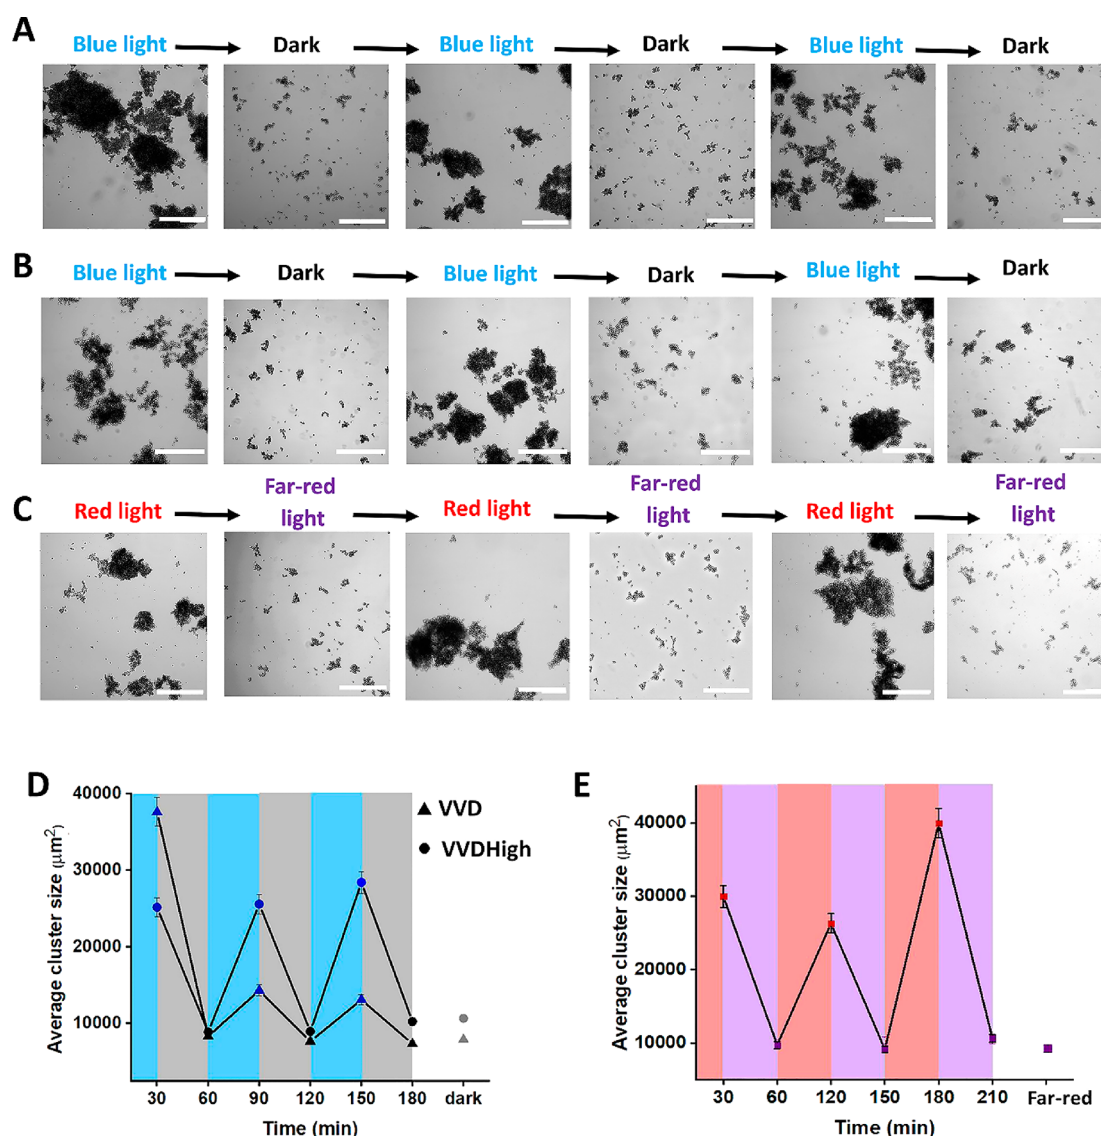 A
Blue light Dark Blue light Dark Blue light Dark
B
Blue light Dark Blue light Dark Blue light Dark
C
Red light Far-red light Red light Far-red light Red light Far-red light
D
40000
30000
20000
10000
Average cluster size (μm²)
30 60 90 120 150 180 dark
Time (min)
VVD
VVDHigh
E
40000
30000
20000
10000
Average cluster size (μm²)
30 60 120 150 180 210 Far-red
Time (min)